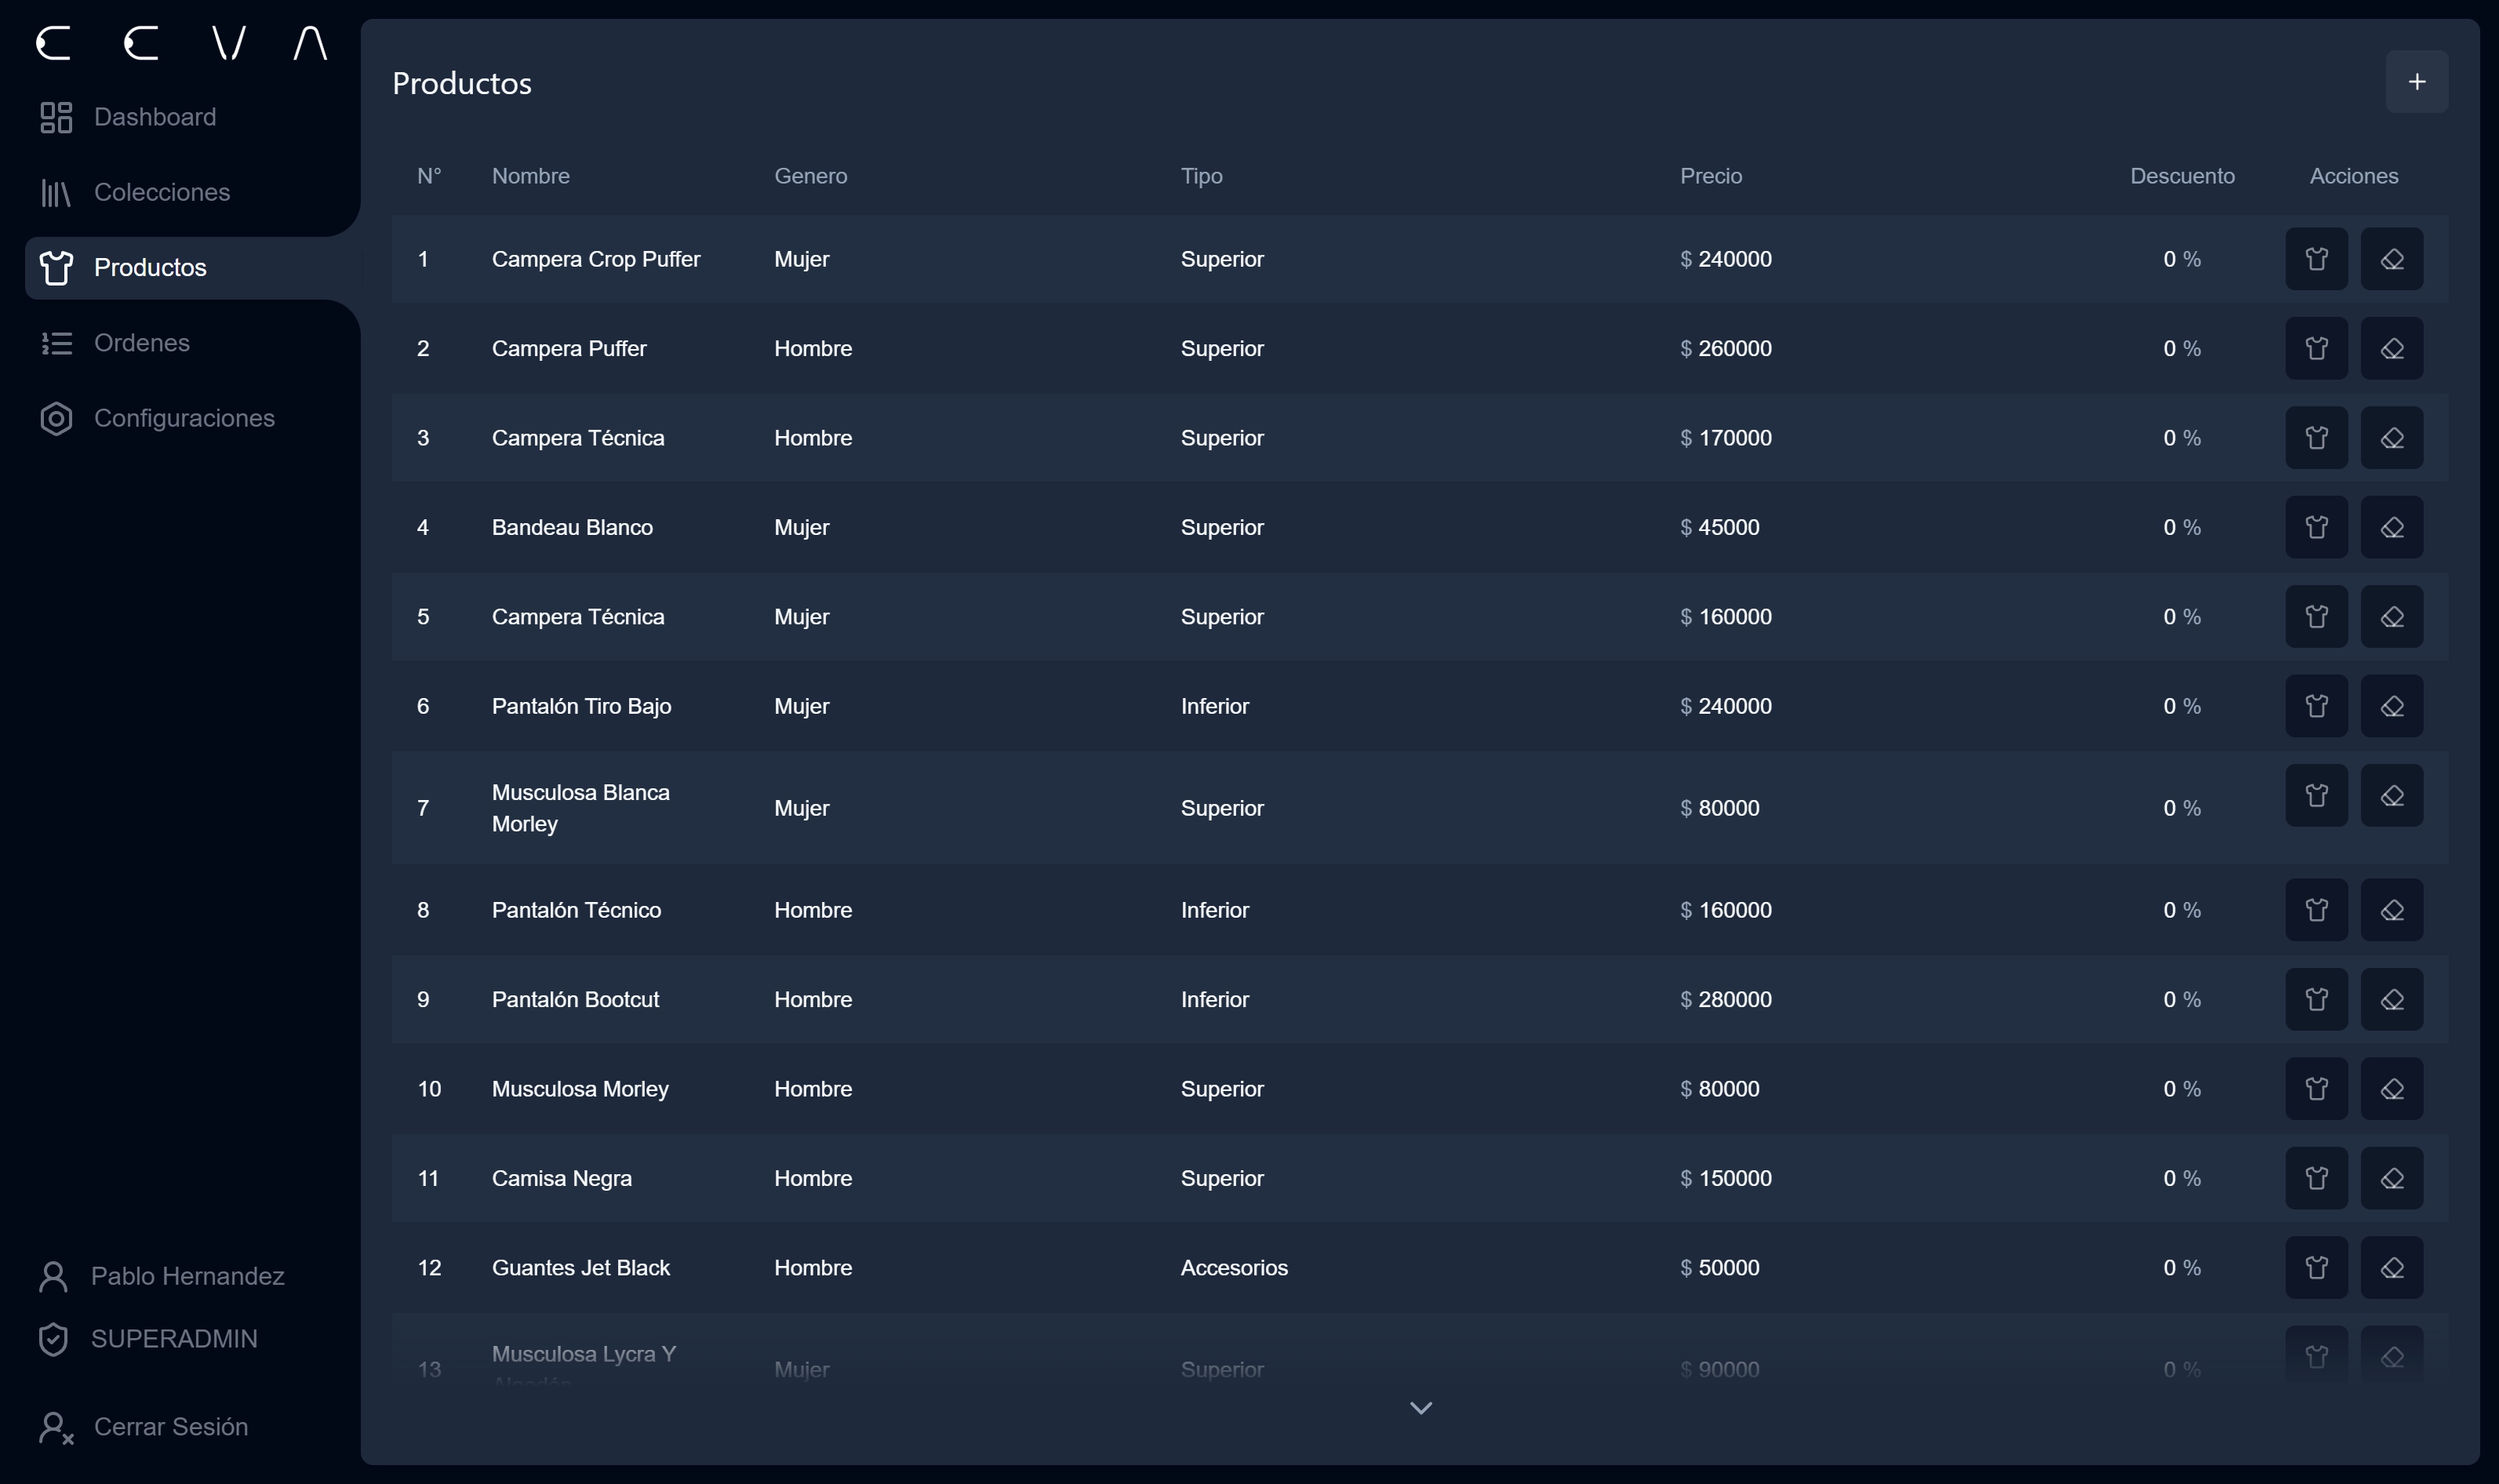 Dashboard
Colecciones
Productos
Ordenes
Configuraciones
Pablo Hernandez
SUPERADMIN
Cerrar Sesión
Productos
N° Nombre Genero Tipo Precio Descuento Acciones
1 Campera Crop Puffer Mujer Superior $ 240000 0 %
2 Campera Puffer Hombre Superior $ 260000 0 %
3 Campera Técnica Hombre Superior $ 170000 0 %
4 Bandeau Blanco Mujer Superior $ 45000 0 %
5 Campera Técnica Mujer Superior $ 160000 0 %
6 Pantalón Tiro Bajo Mujer Inferior $ 240000 0 %
7 Musculosa Blanca Mujer Superior $ 80000 0 %
Morley
8 Pantalón Técnico Hombre Inferior $ 160000 0 %
9 Pantalón Bootcut Hombre Inferior $ 280000 0 %
10 Musculosa Morley Hombre Superior $ 80000 0 %
11 Camisa Negra Hombre Superior $ 150000 0 %
12 Guantes Jet Black Hombre Accesorios $ 50000 0 %
13 Musculosa Lycra Y Mujer Superior $ 90000 0 %